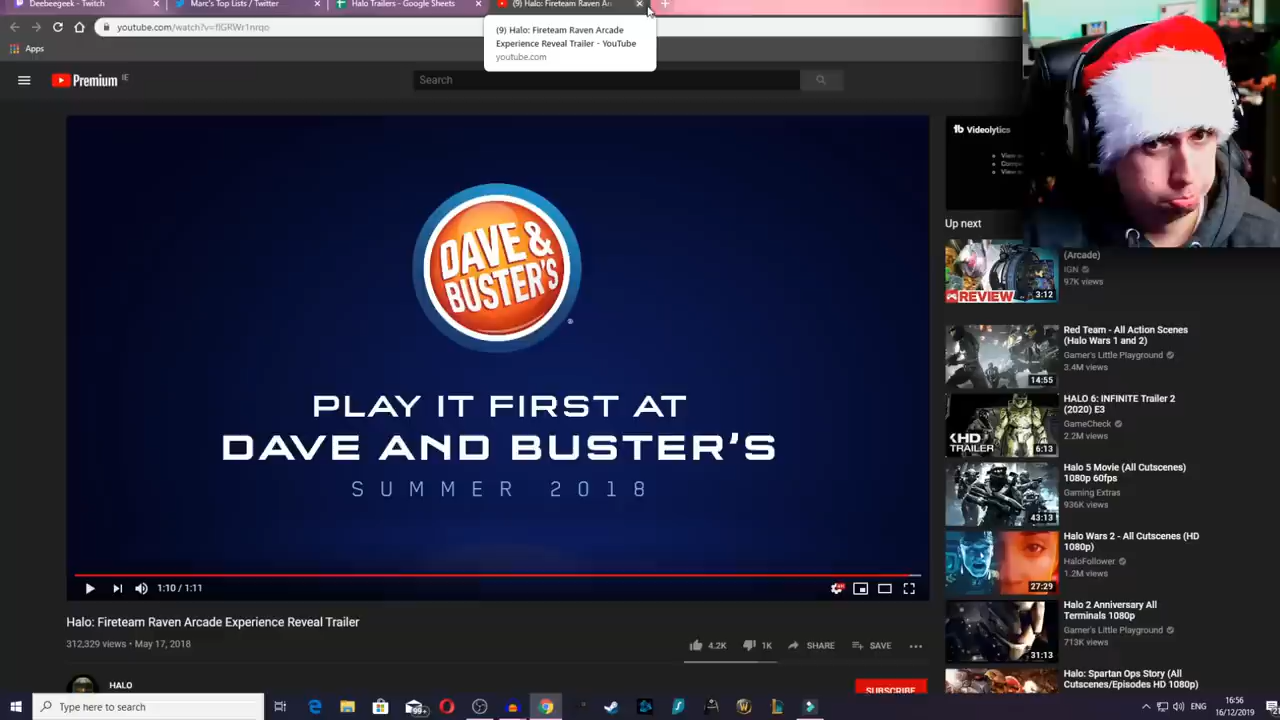 Deebeegeek - Twitch
Marc's Top Lists / Twitter
Halo Trailers - Google Sheets
(9) Halo: Fireteam Raven Arc
youtube.com/watch?v=flGRWr1nrqo
(9) Halo: Fireteam Raven Arcade
Experience Reveal Trailer - YouTube
youtube.com
Apps
Premium IE
Search
DAVE &
BUSTER'S
PLAY IT FIRST AT
DAVE AND BUSTER'S
SUMMER 2018
1:10 / 1:11
Halo: Fireteam Raven Arcade Experience Reveal Trailer
312,329 views • May 17, 2018
4.2K
1K
SHARE
SAVE
HALO
SUBSCRIBE
tb Videolytics
Up next
(Arcade)
IGN
97K views
REVIEW
3:12
Red Team - All Action Scenes
(Halo Wars 1 and 2)
Gamer's Little Playground
3.4M views
14:55
HALO 6: INFINITE Trailer 2
(2020) E3
GameCheck
2.2M views
TRAILER
6:13
Halo 5 Movie (All Cutscenes)
1080p 60fps
Gaming Extras
936K views
43:13
Halo Wars 2 - All Cutscenes (HD
1080p)
HaloFollower
1.2M views
27:29
Halo 2 Anniversary All
Terminals 1080p
Gamer's Little Playground
713K views
31:13
Halo: Spartan Ops Story (All
Cutscenes/Episodes HD 1080p)
Type here to search
99+
ENG
16:56
16/12/2019